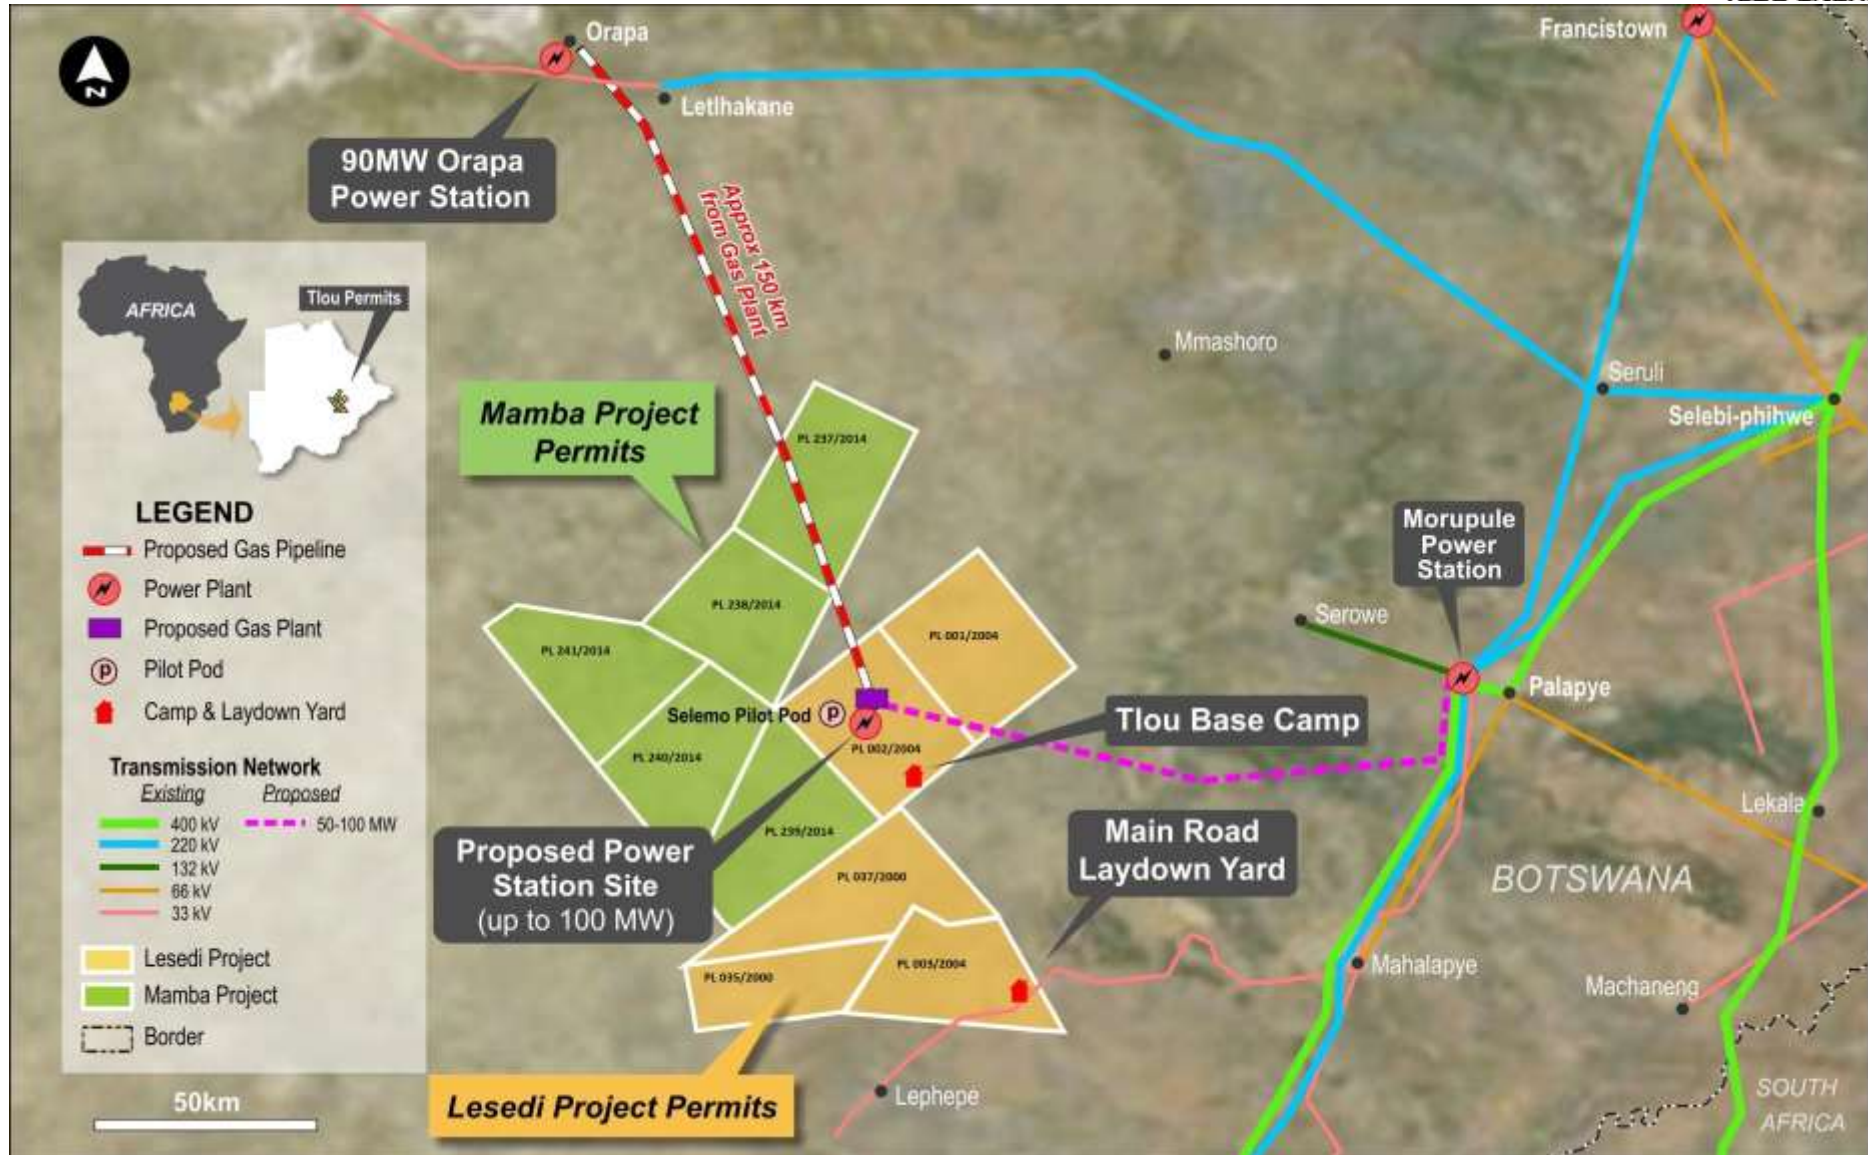 Orapa
Francistown
Letlhakane
90MW Orapa
Power Station
Approx 150 km
from Gas Plant
AFRICA
Tlou Permits
Mmashoro
Seruli
Selebi-phihwe
Mamba Project
Permits
PL 237/2014
LEGEND
Proposed Gas Pipeline
Power Plant
Proposed Gas Plant
P
Pilot Pod
Camp & Laydown Yard
Transmission Network
Existing
Proposed
400 kV
50-100 MW
220 kV
132 kV
66 kV
33 kV
Lesedi Project
Mamba Project
Border
50km
N
Morupule
Power
Station
PL 238/2014
Serowe
PL 001/2004
PL 241/2014
Palapye
Selemo Pilot Pod
P
Tlou Base Camp
PL 002/2004
PL 240/2014
Lekala
PL 239/2014
Main Road
Laydown Yard
Proposed Power
Station Site
(up to 100 MW)
PL 037/2000
BOTSWANA
PL 003/2004
PL 035/2000
Mahalapye
Machaneng
Lephepe
Lesedi Project Permits
SOUTH
AFRICA